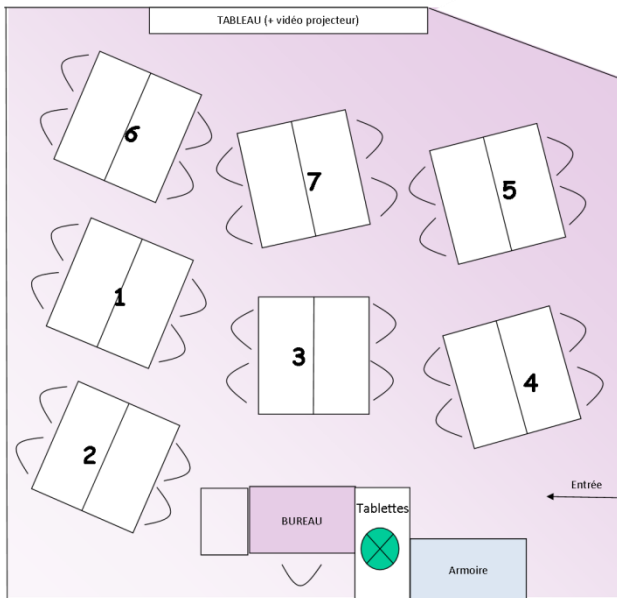 TABLEAU (+ vidéo projecteur)
6
7
5
1
3
4
2
Entrée
Tablettes
BUREAU
Armoire